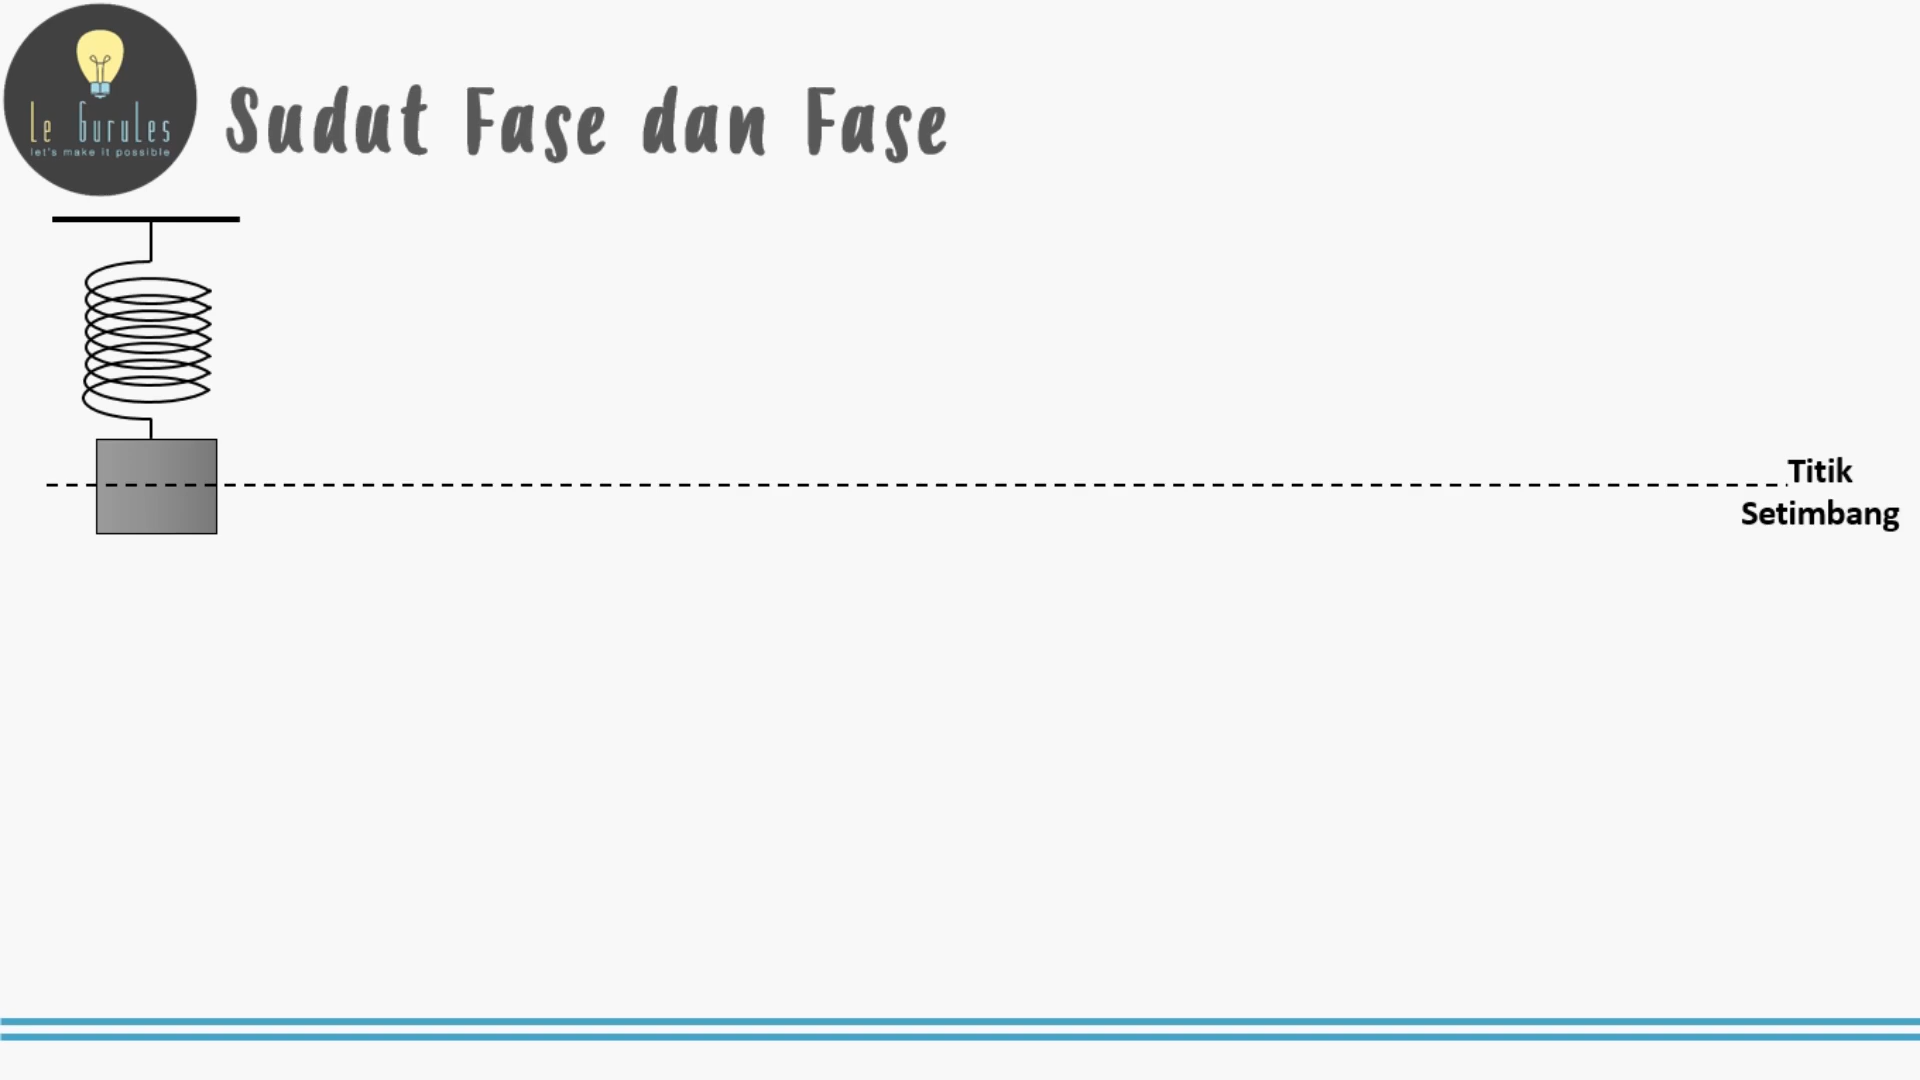 Le GuruLes
let's make it possible
Sudut Fase dan Fase
Titik
Setimbang